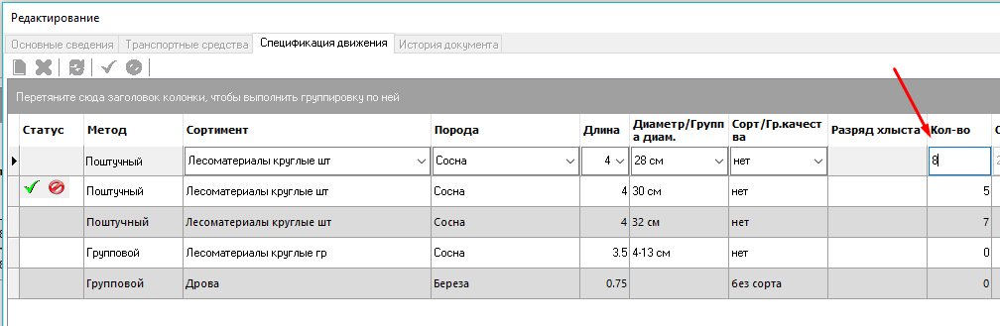 Редактирование
Основные сведения Транспортные средства Спецификация движения История документа
Перетяните сюда заголовок колонки, чтобы выполнить группировку по ней
Статус Метод Сортимент Порода Длина Диаметр/Групп
а диам. Сорт/Гр.качест
ва Разряд хлыста Кол-во
Поштучный Лесоматериалы круглые шт Сосна 4 28 см нет 8
Поштучный Лесоматериалы круглые шт Сосна 4 30 см нет 5
Поштучный Лесоматериалы круглые шт Сосна 4 32 см нет 7
Групповой Лесоматериалы круглые гр Сосна 3.5 4-13 см нет 0
Групповой Дрова Береза 0.75 без сорта 0